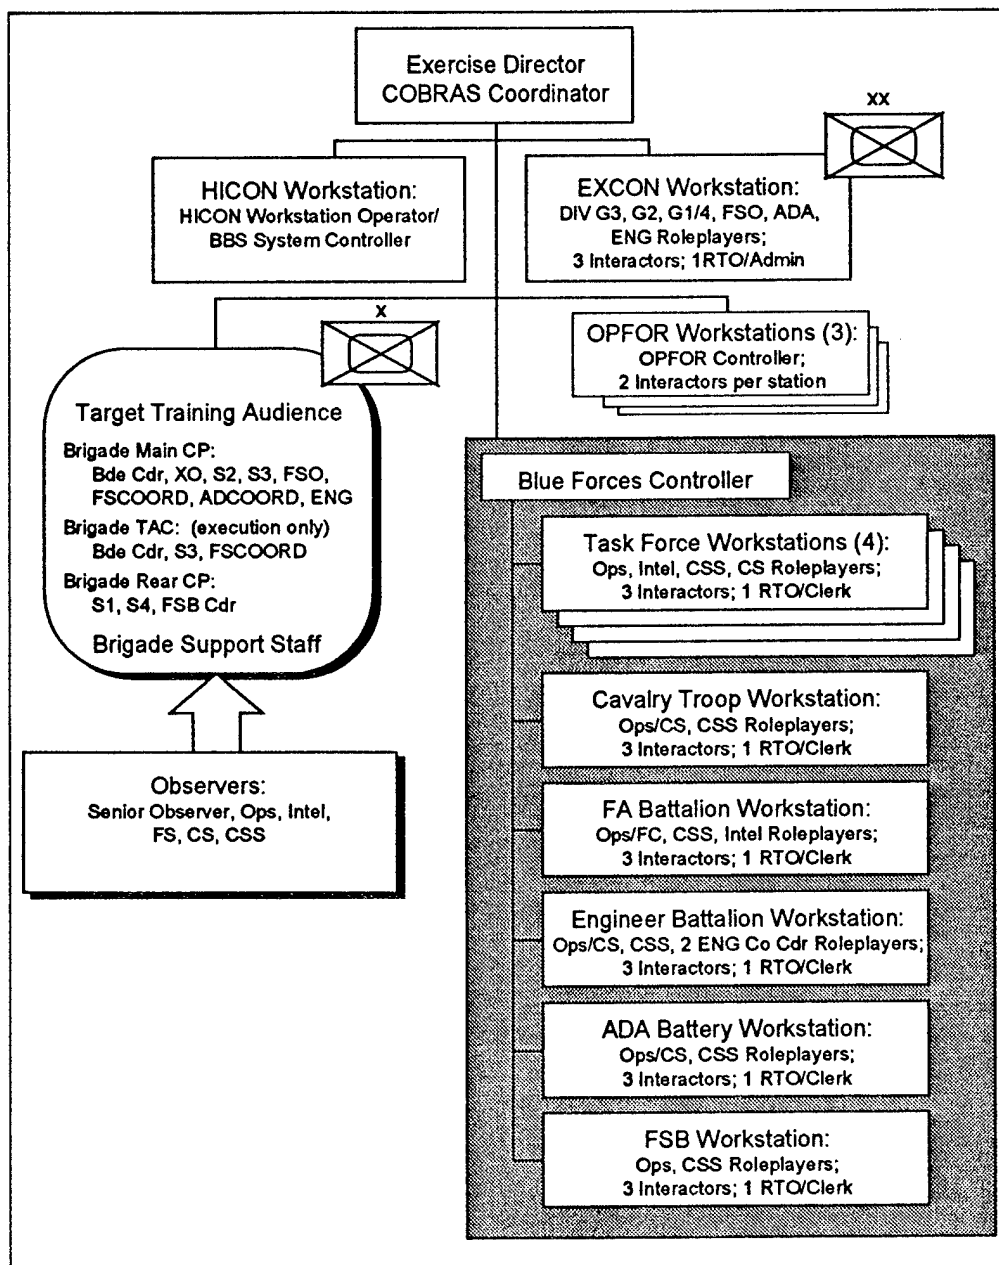 Exercise Director
COBRAS Coordinator
XX
HICON Workstation:
HICON Workstation Operator/
BBS System Controller
EXCON Workstation:
DIV G3, G2, G1/4, FSO, ADA,
ENG Roleplayers;
3 Interactors; 1RTO/Admin
X
OPFOR Workstations (3):
OPFOR Controller;
2 Interactors per station
Target Training Audience
Brigade Main CP:
Bde Cdr, XO, S2, S3, FSO,
FSCOORD, ADCOORD, ENG
Brigade TAC: (execution only)
Bde Cdr, S3, FSCOORD
Brigade Rear CP:
S1, S4, FSB Cdr
Brigade Support Staff
Observers:
Senior Observer, Ops, Intel,
FS, CS, CSS
Blue Forces Controller
Task Force Workstations (4):
Ops, Intel, CSS, CS Roleplayers;
3 Interactors; 1 RTO/Clerk
Cavalry Troop Workstation:
Ops/CS, CSS Roleplayers;
3 Interactors; 1 RTO/Clerk
FA Battalion Workstation:
Ops/FC, CSS, Intel Roleplayers;
3 Interactors; 1 RTO/Clerk
Engineer Battalion Workstation:
Ops/CS, CSS, 2 ENG Co Cdr Roleplayers;
3 Interactors; 1 RTO/Clerk
ADA Battery Workstation:
Ops/CS, CSS Roleplayers;
3 Interactors; 1 RTO/Clerk
FSB Workstation:
Ops, CSS Roleplayers;
3 Interactors; 1 RTO/Clerk